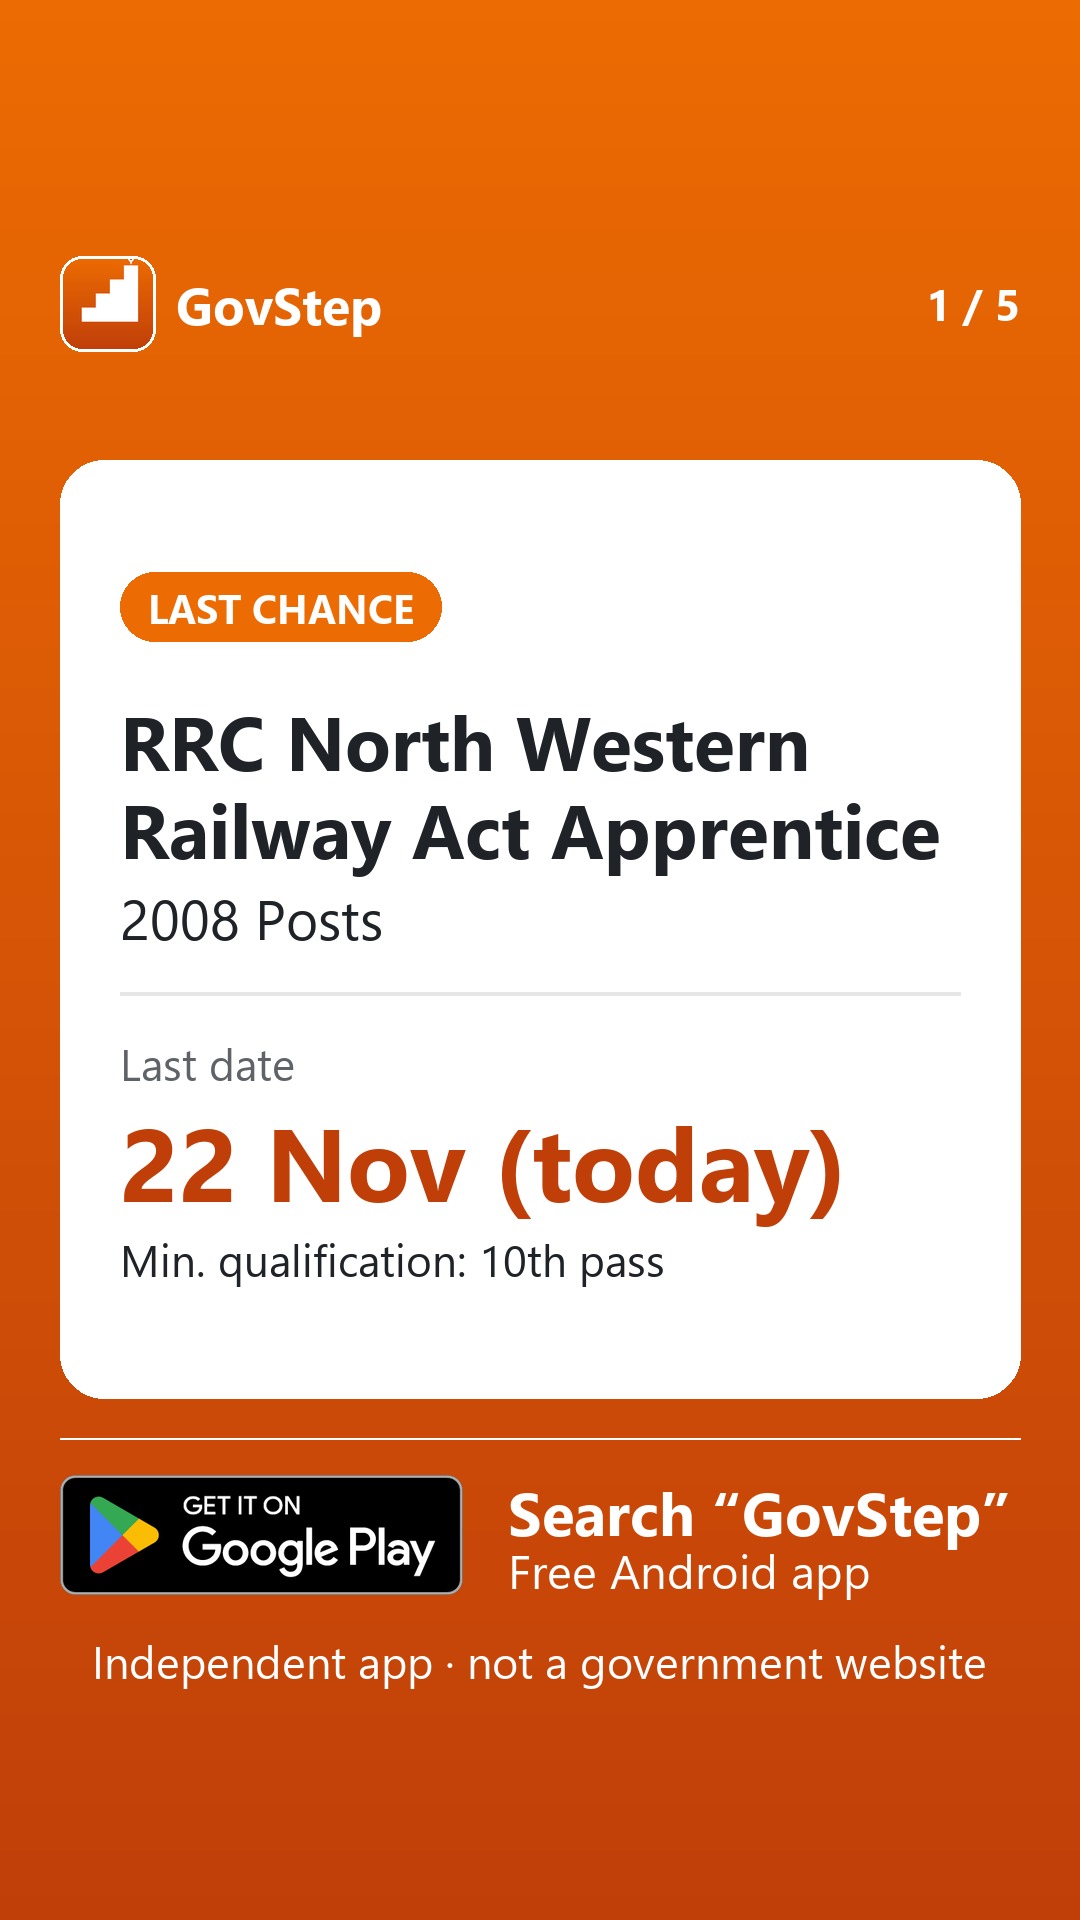 GovStep
1 / 5
LAST CHANCE
RRC North Western
Railway Act Apprentice
2008 Posts
Last date
22 Nov (today)
Min. qualification: 10th pass
GET IT ON
Google Play
Search “GovStep”
Free Android app
Independent app · not a government website